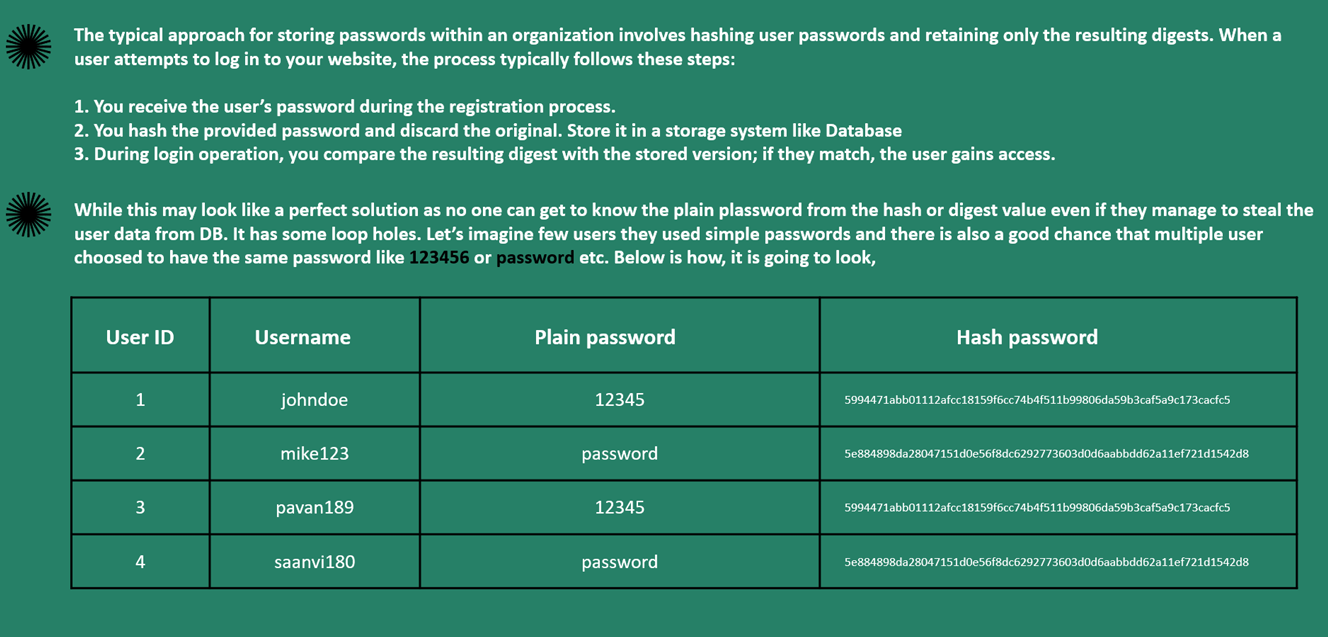 The typical approach for storing passwords within an organization involves hashing user passwords and retaining only the resulting digests. When a
user attempts to log in to your website, the process typically follows these steps:
1. You receive the user’s password during the registration process.
2. You hash the provided password and discard the original. Store it in a storage system like Database
3. During login operation, you compare the resulting digest with the stored version; if they match, the user gains access.
While this may look like a perfect solution as no one can get to know the plain plassword from the hash or digest value even if they manage to steal the
user data from DB. It has some loop holes. Let’s imagine few users they used simple passwords and there is also a good chance that multiple user
choosed to have the same password like 123456 or password etc. Below is how, it is going to look,
User ID Username Plain password Hash password
1 johndoe 12345 5994471abb01112afcc18159f6cc74b4f511b99806da59b3caf5a9c173cacfc5
2 mike123 password 5e884898da28047151d0e56f8dc6292773603d0d6aabbdd62a11ef721d1542d8
3 pavan189 12345 5994471abb01112afcc18159f6cc74b4f511b99806da59b3caf5a9c173cacfc5
4 saanvi180 password 5e884898da28047151d0e56f8dc6292773603d0d6aabbdd62a11ef721d1542d8